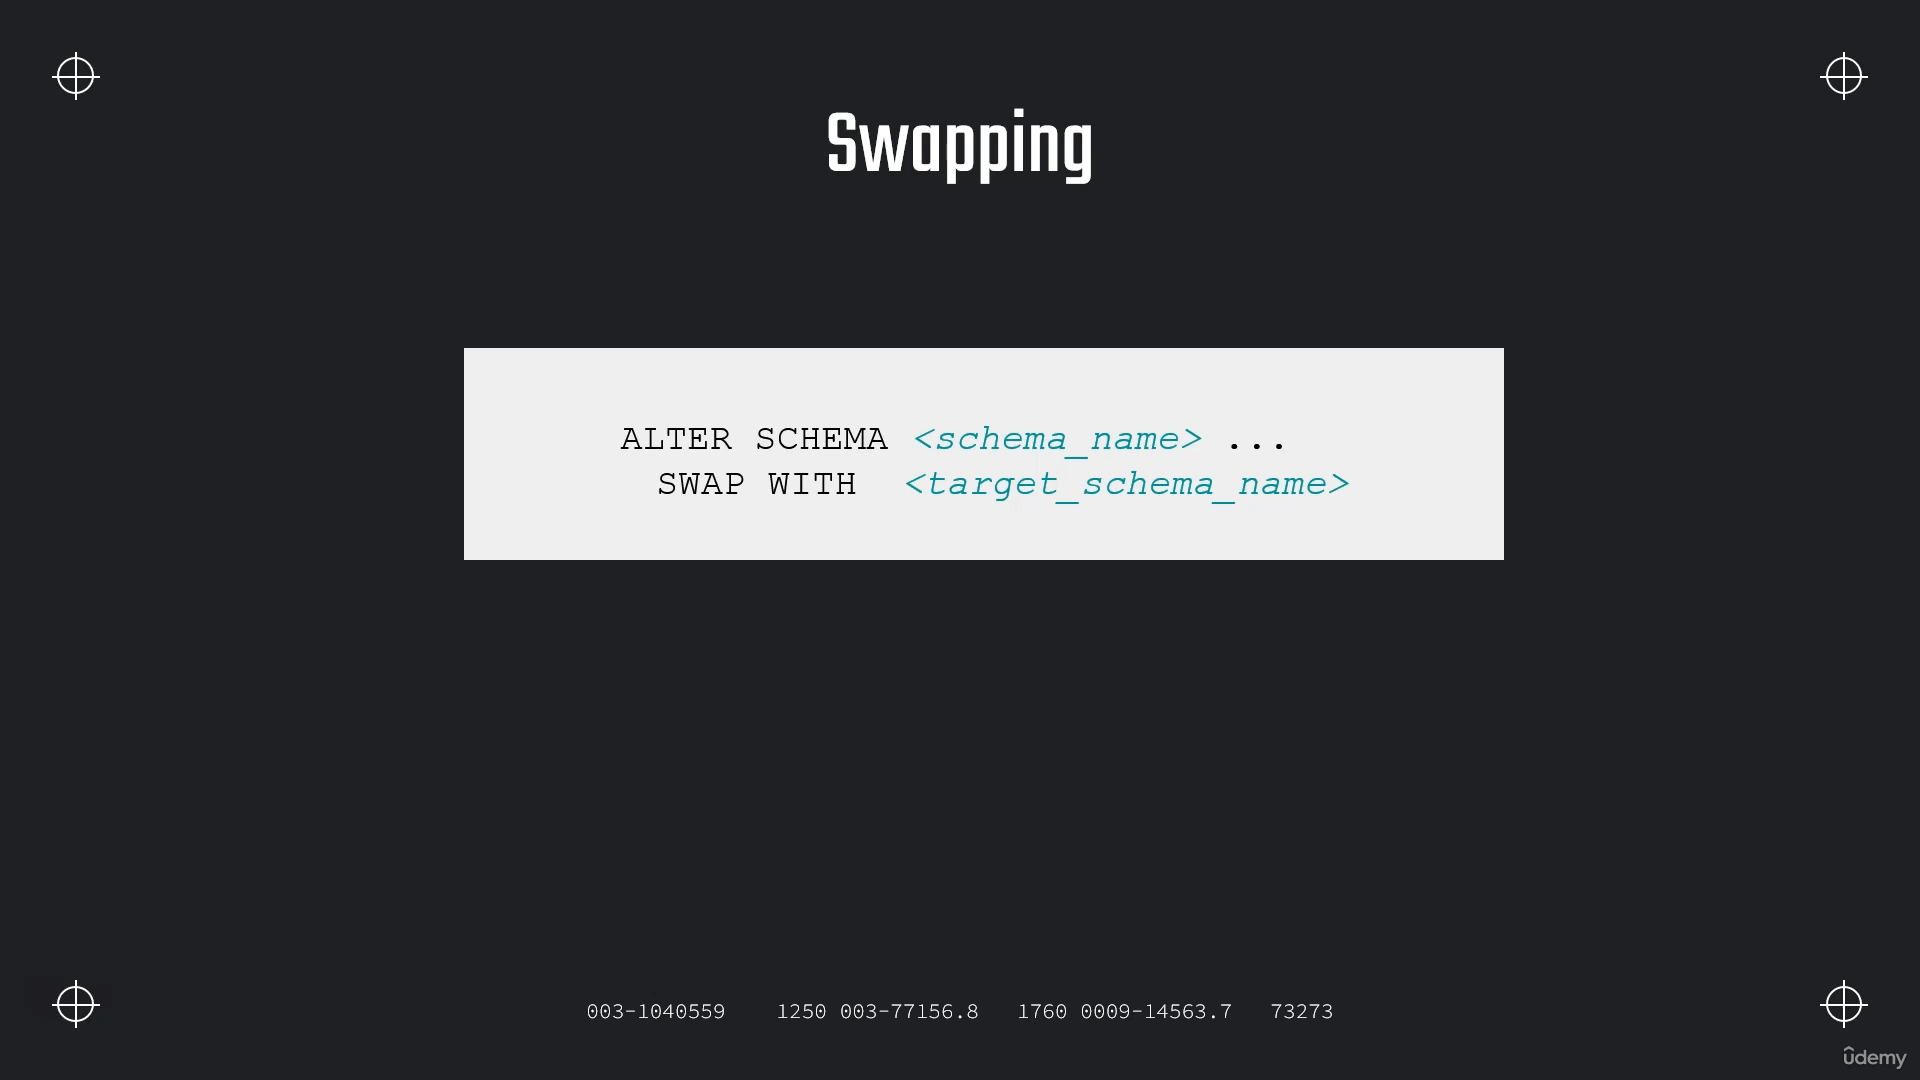 Swapping
ALTER SCHEMA <schema_name> ...
SWAP WITH <target_schema_name>
003-1040559 1250 003-77156.8 1760 0009-14563.7 73273
ûdemy